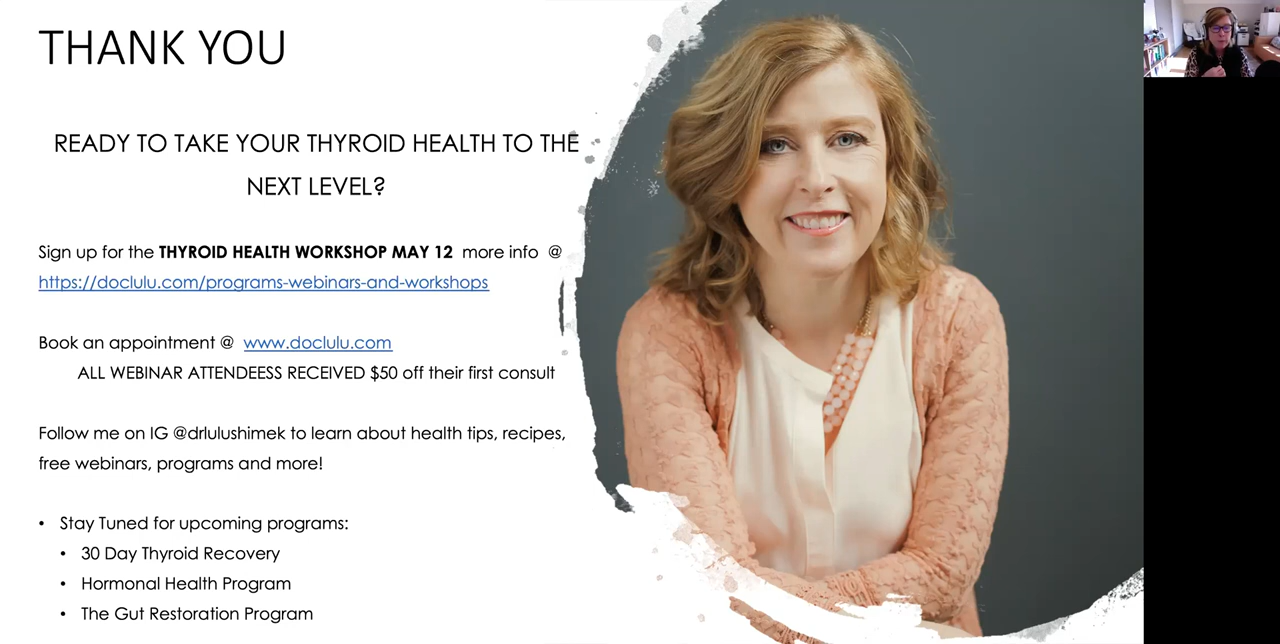 THANK YOU
READY TO TAKE YOUR THYROID HEALTH TO THE
NEXT LEVEL?
Sign up for the THYROID HEALTH WORKSHOP MAY 12 more info @
https://doclulu.com/programs-webinars-and-workshops
Book an appointment @ www.doclulu.com
ALL WEBINAR ATTENDEESS RECEIVED $50 off their first consult
Follow me on IG @drlulushimek to learn about health tips, recipes,
free webinars, programs and more!
• Stay Tuned for upcoming programs:
• 30 Day Thyroid Recovery
• Hormonal Health Program
• The Gut Restoration Program